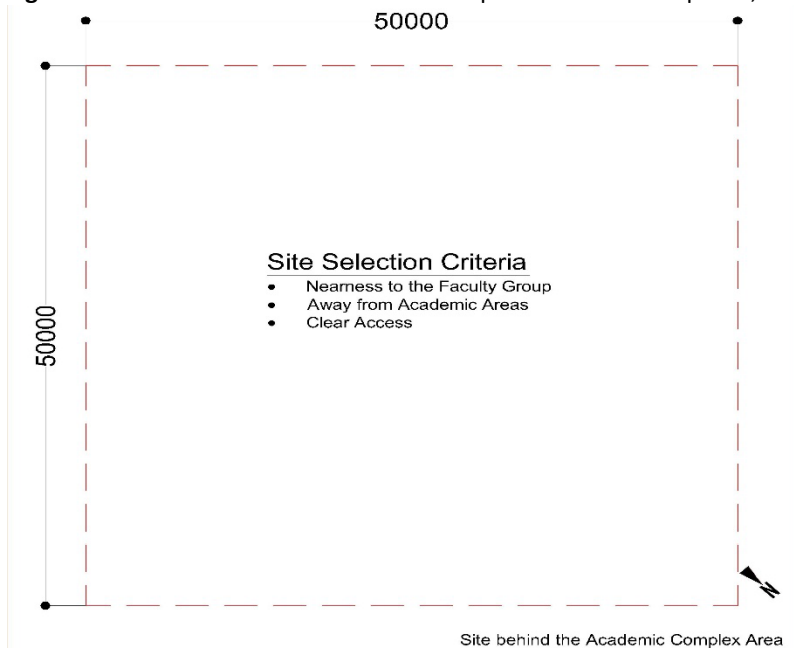 50000
50000
Site Selection Criteria
• Nearness to the Faculty Group
• Away from Academic Areas
• Clear Access
N
Site behind the Academic Complex Area